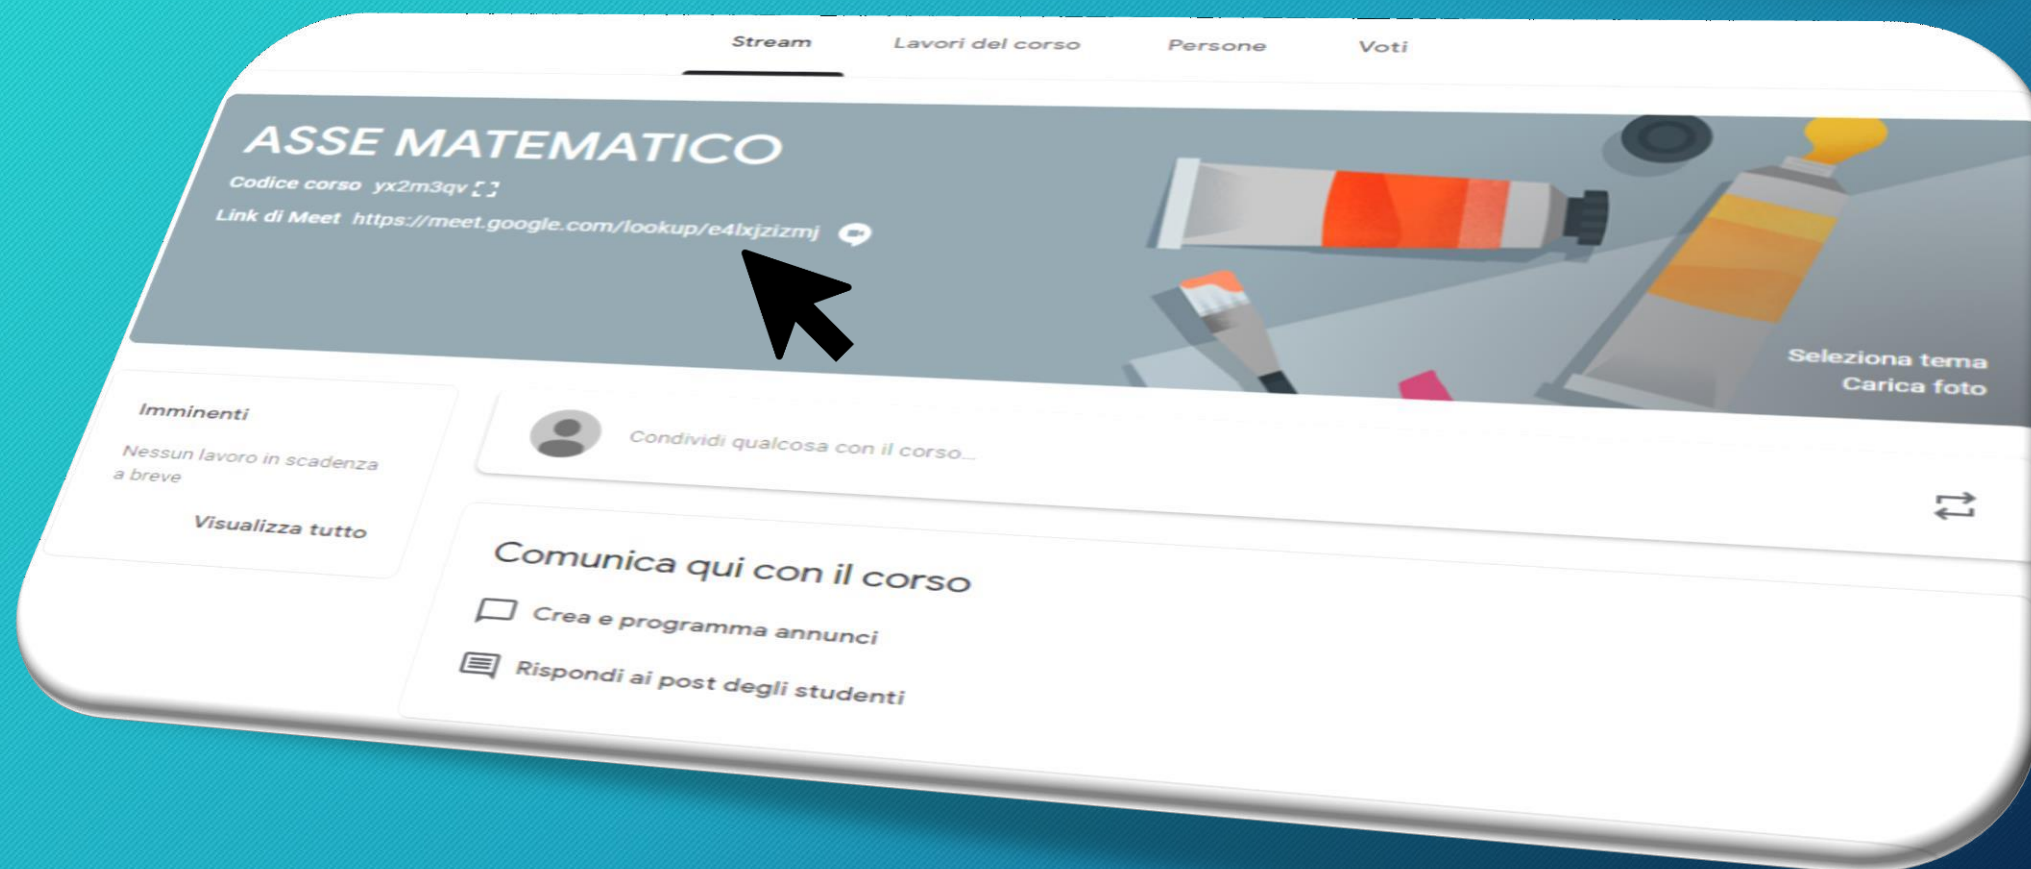 Stream Lavori del corso Persone Voti
ASSE MATEMATICO
Codice corso yx2m3qv
Link di Meet https://meet.google.com/lookup/e4lxjzizmj
Seleziona tema
Carica foto
Imminenti
Nessun lavoro in scadenza
a breve
Visualizza tutto
Condividi qualcosa con il corso…
Comunica qui con il corso
Crea e programma annunci
Rispondi ai post degli studenti